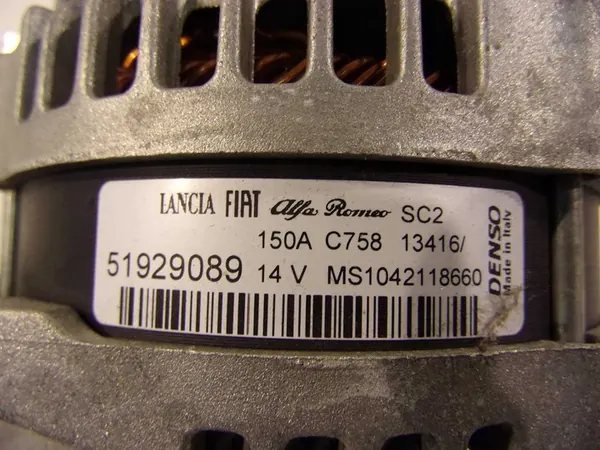 LANCIA FIAT Alfa Romeo SC2
150A C758 13416/
51929089 14 V MS1042118660
DENSO
Made in Italy